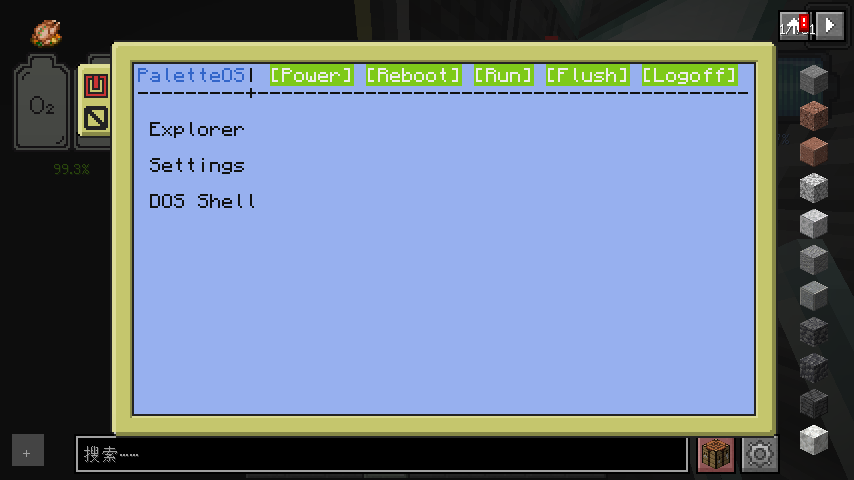 PaletteOS| [Power] [Reboot] [Run] [Flush] [Logoff]
Explorer
Settings
DOS Shell
O₂
99.3%
搜索……
+